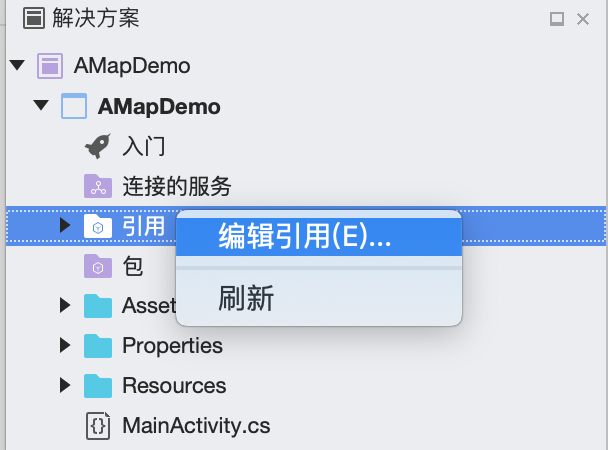 解决方案
AMapDemo
AMapDemo
入门
连接的服务
引用
编辑引用(E)...
包
刷新
Asset
Properties
Resources
MainActivity.cs